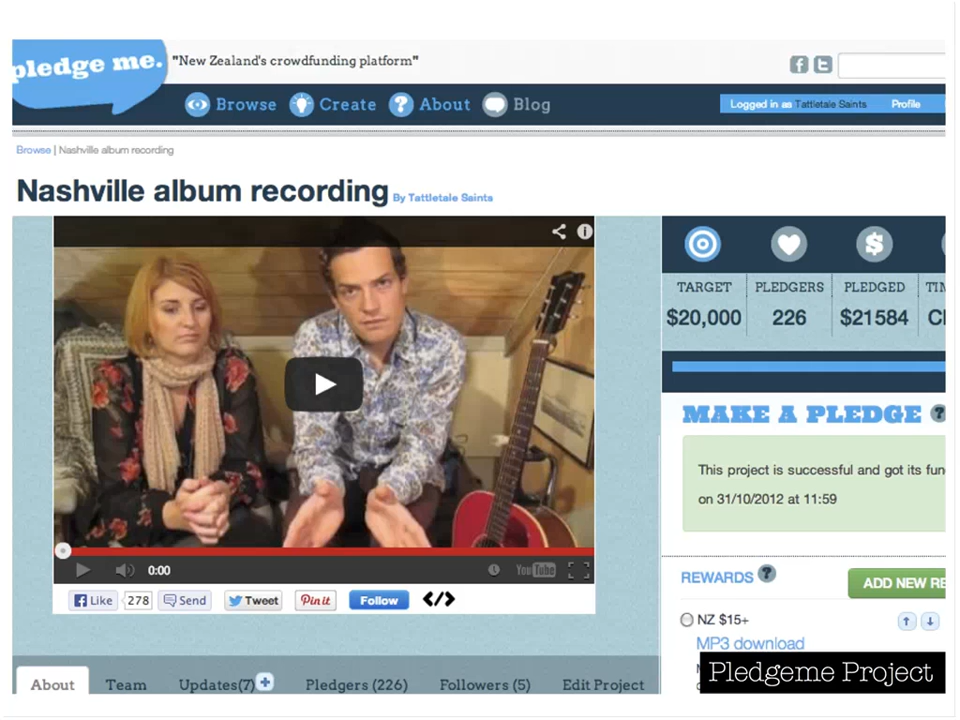 pledge me.
"New Zealand's crowdfunding platform"
Browse Create About Blog
Logged in as Tattletale Saints Profile
Browse | Nashville album recording
Nashville album recording By Tattletale Saints
TARGET PLEDGERS PLEDGED
$20,000 226 $21584
MAKE A PLEDGE ?
This project is successful and got its
on 31/10/2012 at 11:59
0:00 YouTube
Like 278 Send Tweet Pin it Follow </>
REWARDS ? ADD NEW
NZ $15+
MP3 download
About Team Updates(7) Pledgers (226) Followers (5) Edit Project
Pledgeme Project